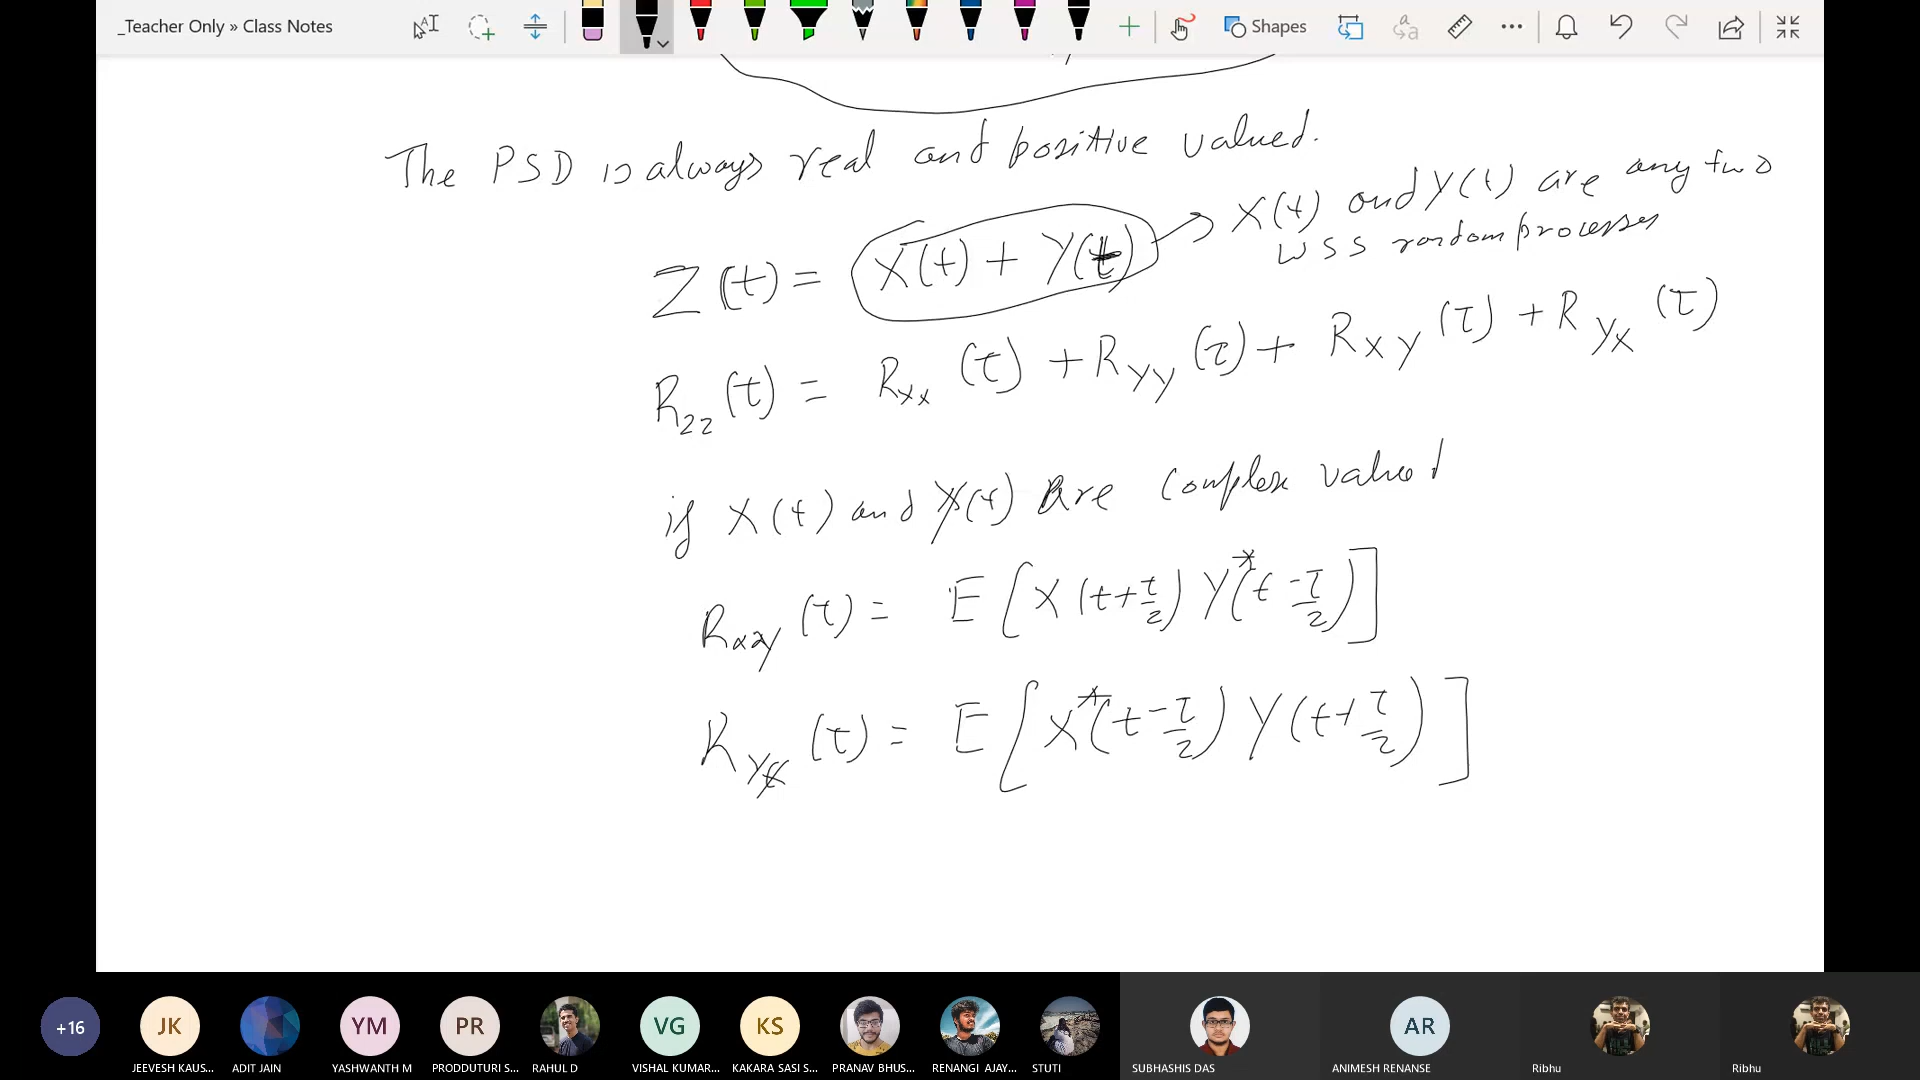 _Teacher Only » Class Notes
Shapes
The PSD is always real and positive valued.
Z(t) = X(t) + Y(t) → X(t) and Y(t) are any two
WSS random processes
R_ZZ(τ) = R_XX(τ) + R_YY(τ) + R_XY(τ) + R_YX(τ)
if X(t) and Y(t) are complex valued
R_XY(τ) = E[X(t+τ/2) Y*(t-τ/2)]
R_YX(τ) = E[X*(t-τ/2) Y(t+τ/2)]
+16
JK
YM
PR
VG
KS
AR
JEEVESH KAUS...
ADIT JAIN
YASHWANTH M
PRODDUTURI S...
RAHUL D
VISHAL KUMAR...
KAKARA SASI S...
PRANAV BHUS...
RENANGI AJAY...
STUTI
SUBHASHIS DAS
ANIMESH RENANSE
Ribhu
Ribhu